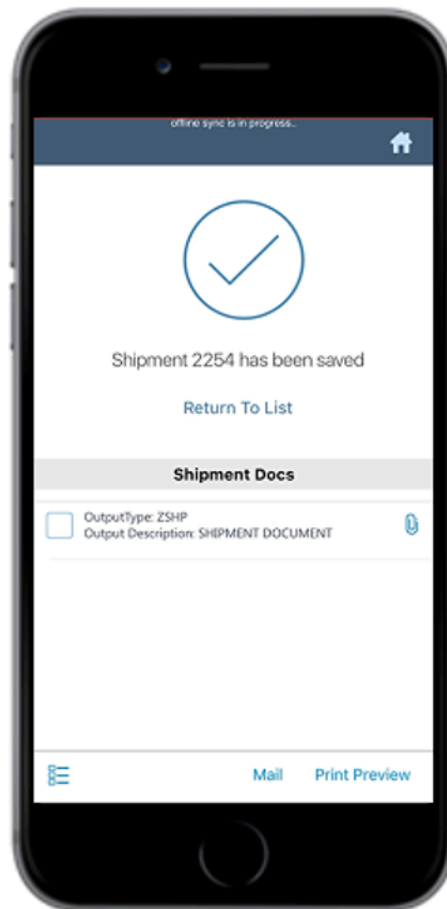 offline sync is in progress..
Shipment 2254 has been saved
Return To List
Shipment Docs
OutputType: ZSHP
Output Description: SHIPMENT DOCUMENT
Mail
Print Preview